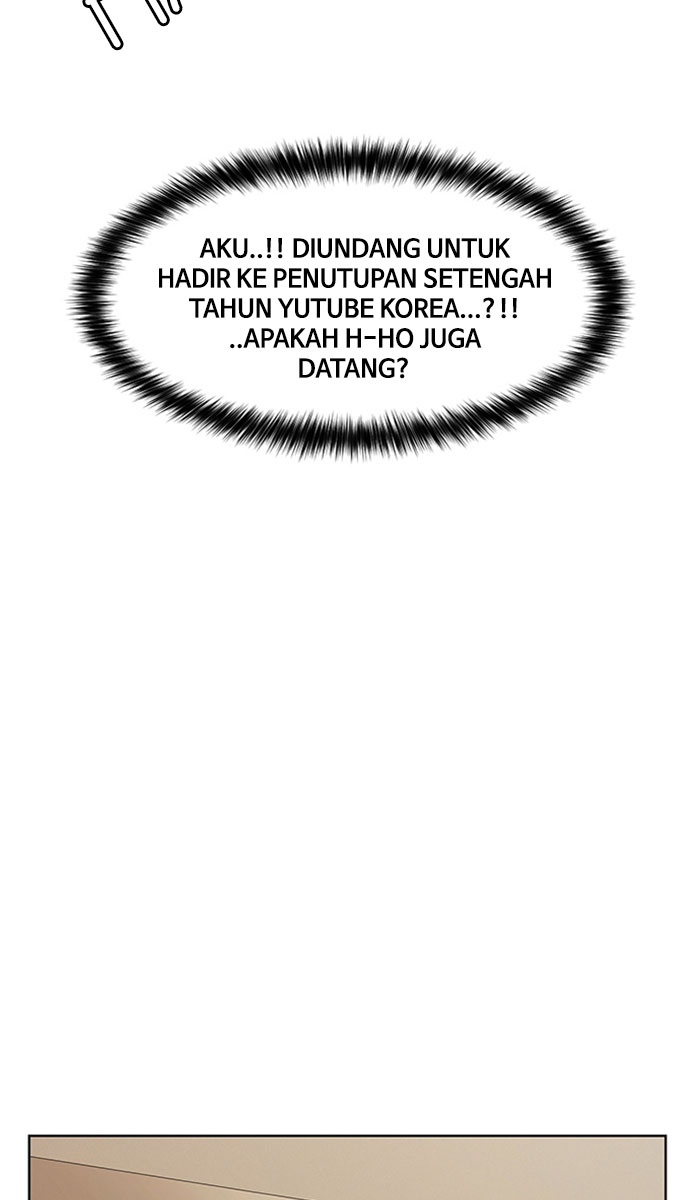 AKU..!! DIUNDANG UNTUK
HADIR KE PENUTUPAN SETENGAH
TAHUN YUTUBE KOREA...?!!
..APAKAH H-HO JUGA
DATANG?